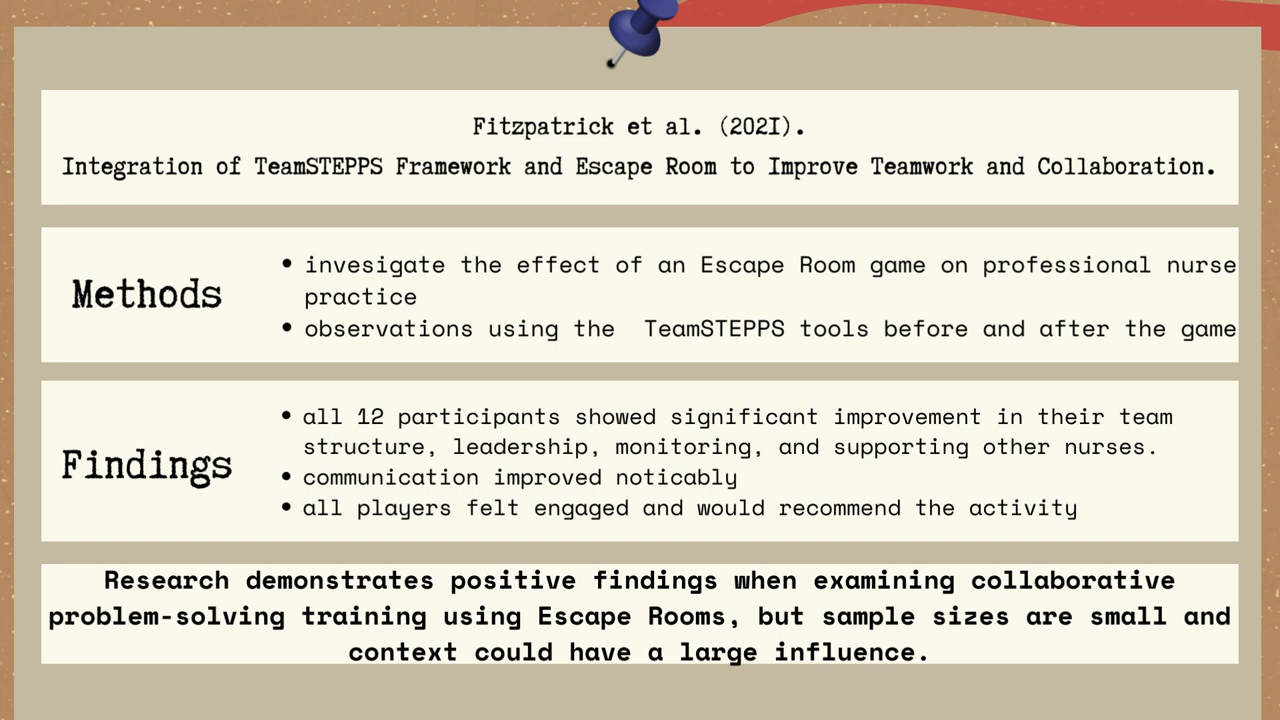 Fitzpatrick et al. (2021).
Integration of TeamSTEPPS Framework and Escape Room to Improve Teamwork and Collaboration.
Methods
• invesigate the effect of an Escape Room game on professional nurse
practice
• observations using the  TeamSTEPPS tools before and after the game
Findings
• all 12 participants showed significant improvement in their team
structure, leadership, monitoring, and supporting other nurses.
• communication improved noticably
• all players felt engaged and would recommend the activity
Research demonstrates positive findings when examining collaborative
problem-solving training using Escape Rooms, but sample sizes are small and
context could have a large influence.